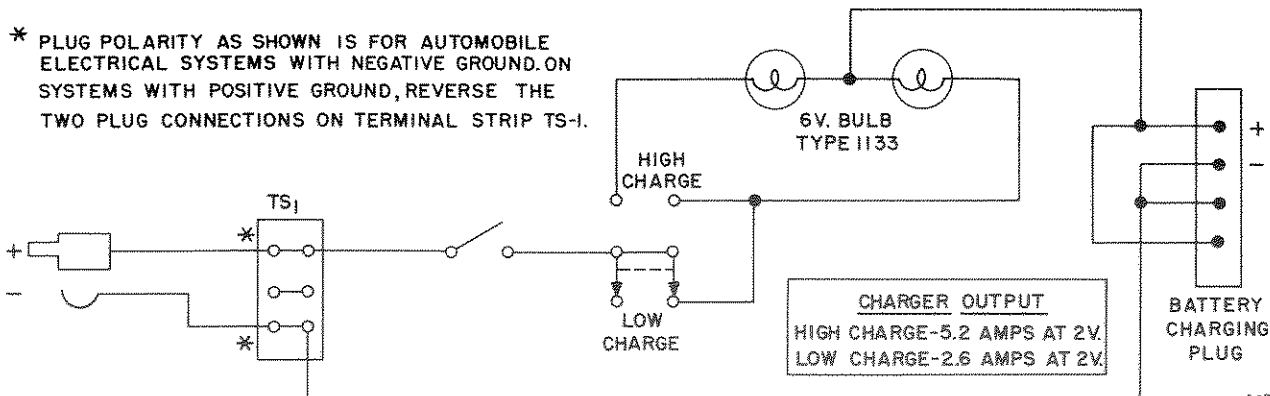 * PLUG POLARITY AS SHOWN IS FOR AUTOMOBILE
ELECTRICAL SYSTEMS WITH NEGATIVE GROUND. ON
SYSTEMS WITH POSITIVE GROUND, REVERSE THE
TWO PLUG CONNECTIONS ON TERMINAL STRIP TS-1.
6V. BULB
TYPE 1133
HIGH
CHARGE
TS1
*
+
-
*
LOW
CHARGE
CHARGER OUTPUT
HIGH CHARGE-5.2 AMPS AT 2V.
LOW CHARGE-2.6 AMPS AT 2V.
+
-
BATTERY
CHARGING
PLUG